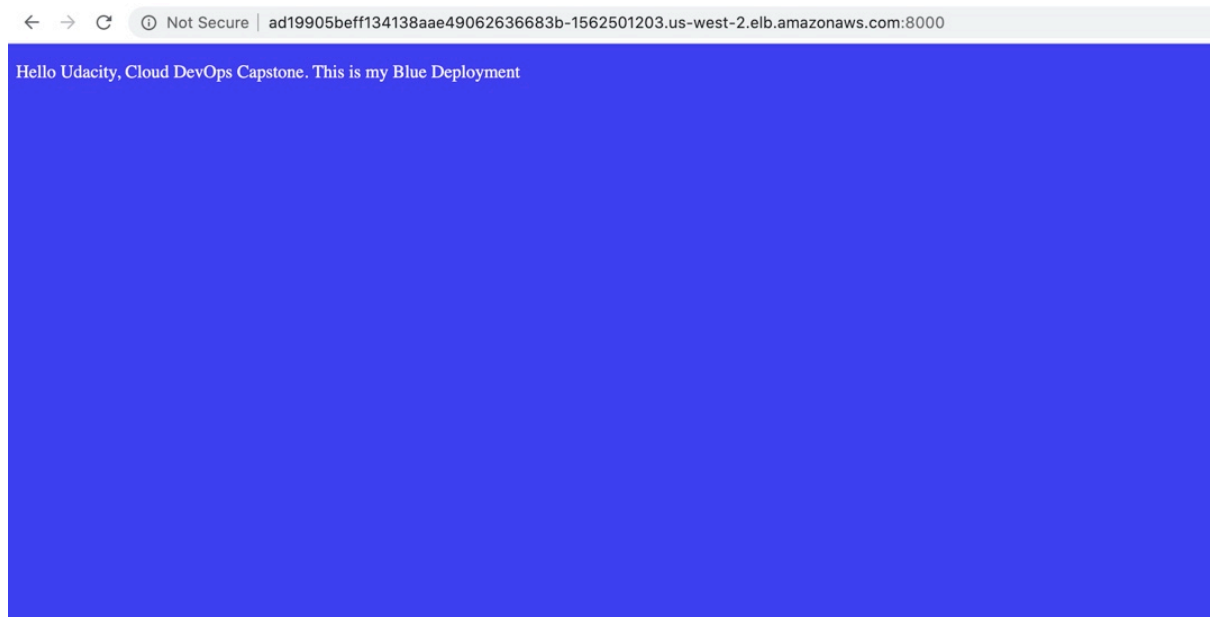 Not Secure | ad19905beff134138aae49062636683b-1562501203.us-west-2.elb.amazonaws.com:8000
Hello Udacity, Cloud DevOps Capstone. This is my Blue Deployment